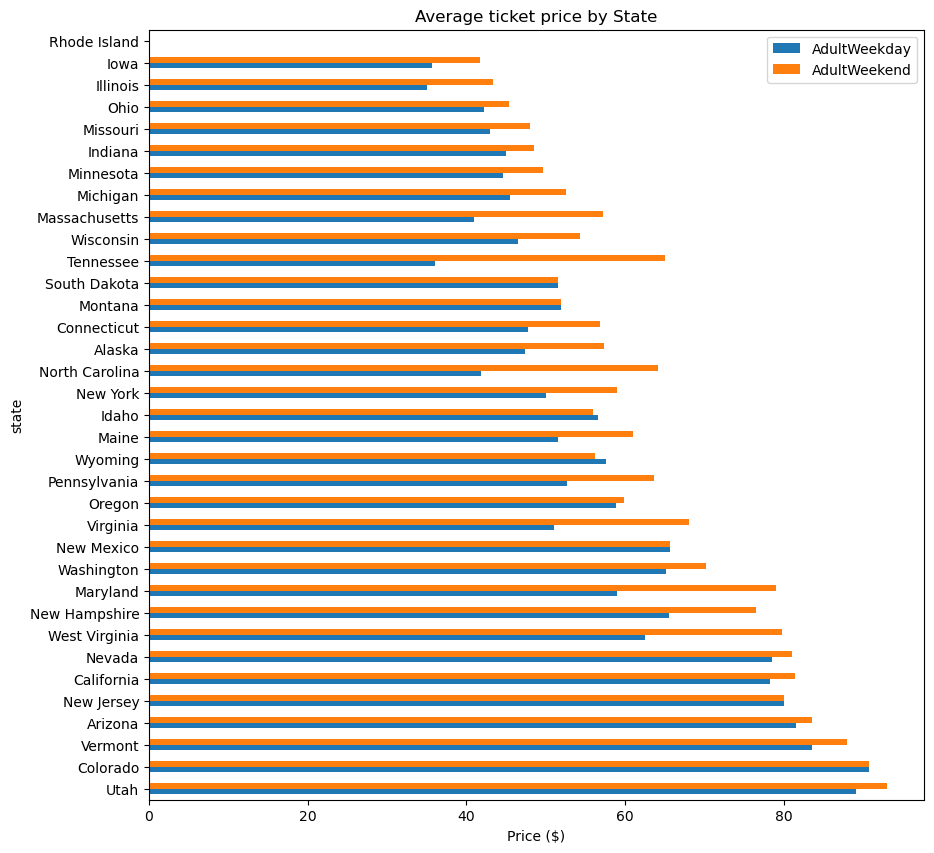 Average ticket price by State
AdultWeekday
AdultWeekend
Rhode Island
Iowa
Illinois
Ohio
Missouri
Indiana
Minnesota
Michigan
Massachusetts
Wisconsin
Tennessee
South Dakota
Montana
Connecticut
Alaska
North Carolina
New York
Idaho
Maine
Wyoming
Pennsylvania
Oregon
Virginia
New Mexico
Washington
Maryland
New Hampshire
West Virginia
Nevada
California
New Jersey
Arizona
Vermont
Colorado
Utah
state
0 20 40 60 80
Price ($)